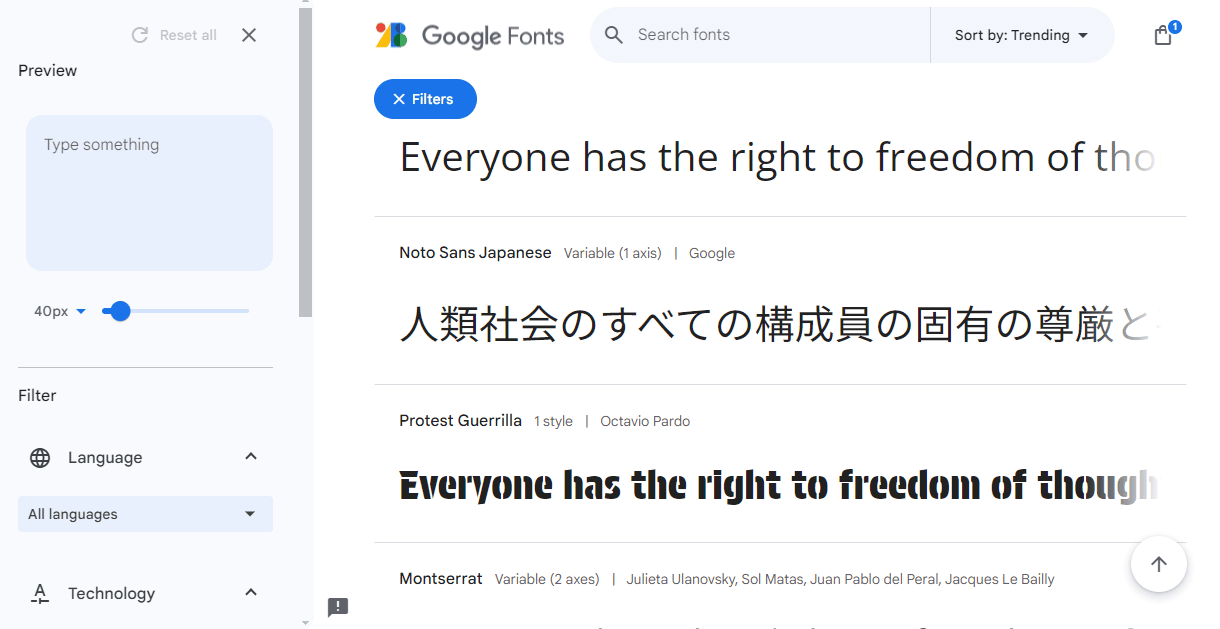 Reset all
Preview
Type something
40px
Filter
Language
All languages
Technology
Google Fonts
Search fonts
Sort by: Trending
1
Filters
Everyone has the right to freedom of tho
Noto Sans Japanese Variable (1 axis) | Google
人類社会のすべての構成員の固有の尊厳と
Protest Guerrilla 1 style | Octavio Pardo
Everyone has the right to freedom of though
Montserrat Variable (2 axes) | Julieta Ulanovsky, Sol Matas, Juan Pablo del Peral, Jacques Le Bailly